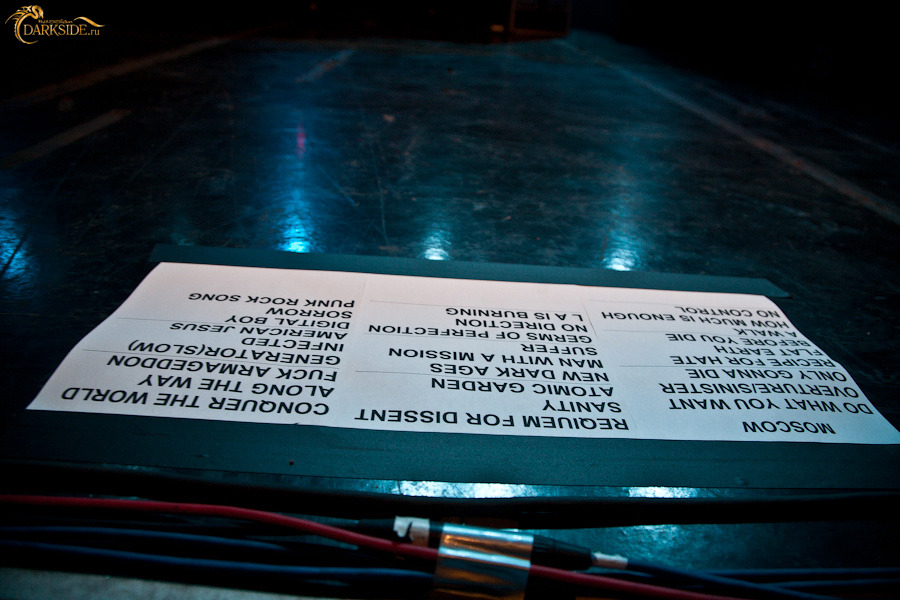 DARKSIDE.ru
MOSCOW
DO WHAT YOU WANT
OVERTURE/SINISTER
ONLY GONNA DIE
RECAPE FOR HATE
FLAT EARTH
BEFORE YOU DIE
A WALK
HOW MUCH IS ENOUGH
NO CONTROL
REQIUEM FOR DISSENT
SANITY
ATOMIC GARDEN
NEW DARK AGES
MAN WITH A MISSION
SUFFER
GERMS OF PERFECTION
NO DIRECTION
L.A IS BURNING
CONQUER THE WORLD
ALONG THE WAY
FUCK ARMAGEDDON
GENERATOR(SLOW)
INFECTED
AMERICAN JESUS
DIGITAL BOY
SORROW
PUNK ROCK SONG